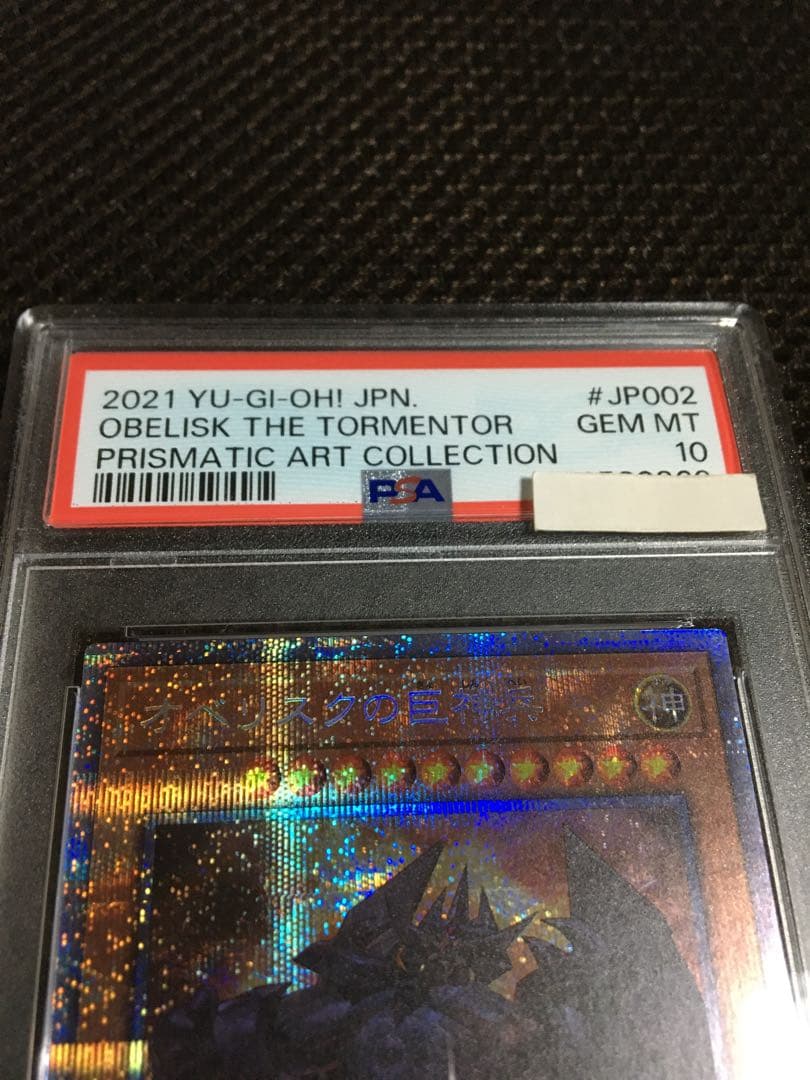 2021 YU-GI-OH! JPN. #JP002
OBELISK THE TORMENTOR GEM MT
PRISMATIC ART COLLECTION 10
PSA
オベリスクの巨神兵
神